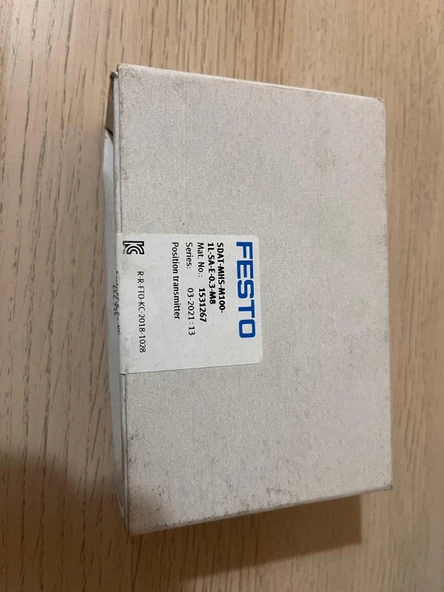 FESTO
SDAT-MHS-M100-
1L-SA-E-0.3-M8
Mat. No.: 1531267
Series: 03-2021:13
Position transmitter
R-R-FTO-KC-2018-1028